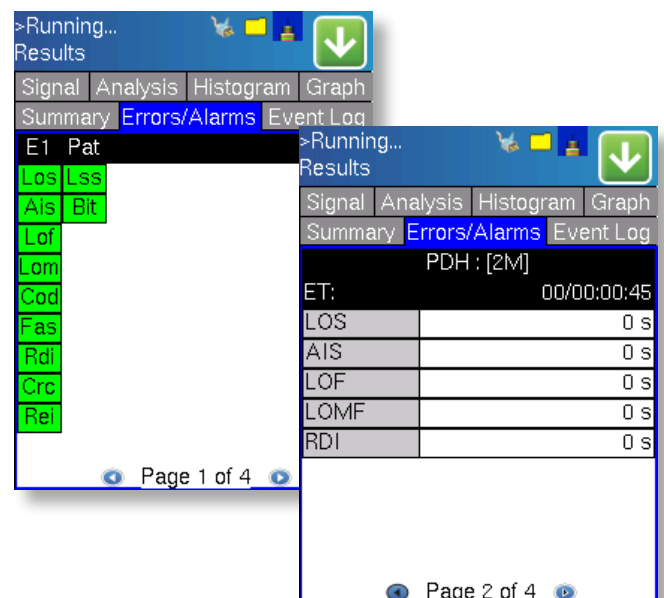 >Running...
Results
Signal Analysis Histogram Graph
Summary Errors/Alarms Event Log
E1 Pat
Los Lss
Ais Bit
Lof
Lom
Cod
Fas
Rdi
Crc
Rei
Page 1 of 4
>Running...
Results
Signal Analysis Histogram Graph
Summary Errors/Alarms Event Log
PDH : [2M]
ET: 00/00:00:45
LOS 0 s
AIS 0 s
LOF 0 s
LOMF 0 s
RDI 0 s
Page 2 of 4